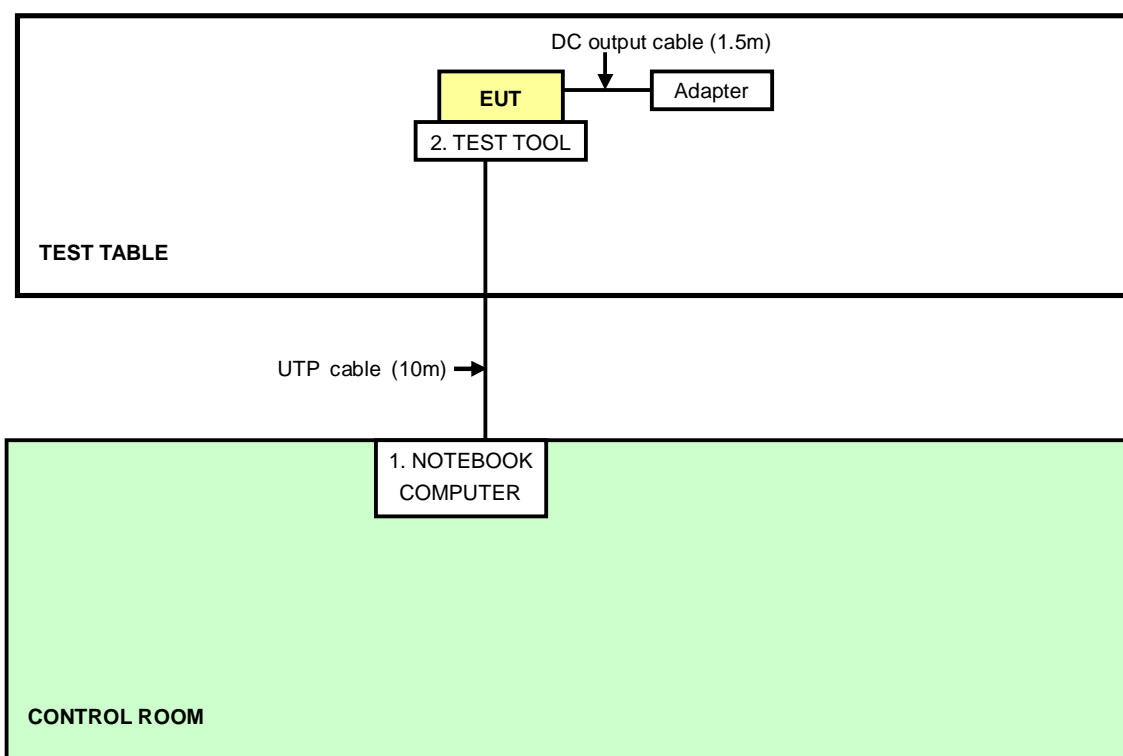 DC output cable (1.5m)
EUT
Adapter
2. TEST TOOL
TEST TABLE
UTP cable (10m)
1. NOTEBOOK
COMPUTER
CONTROL ROOM